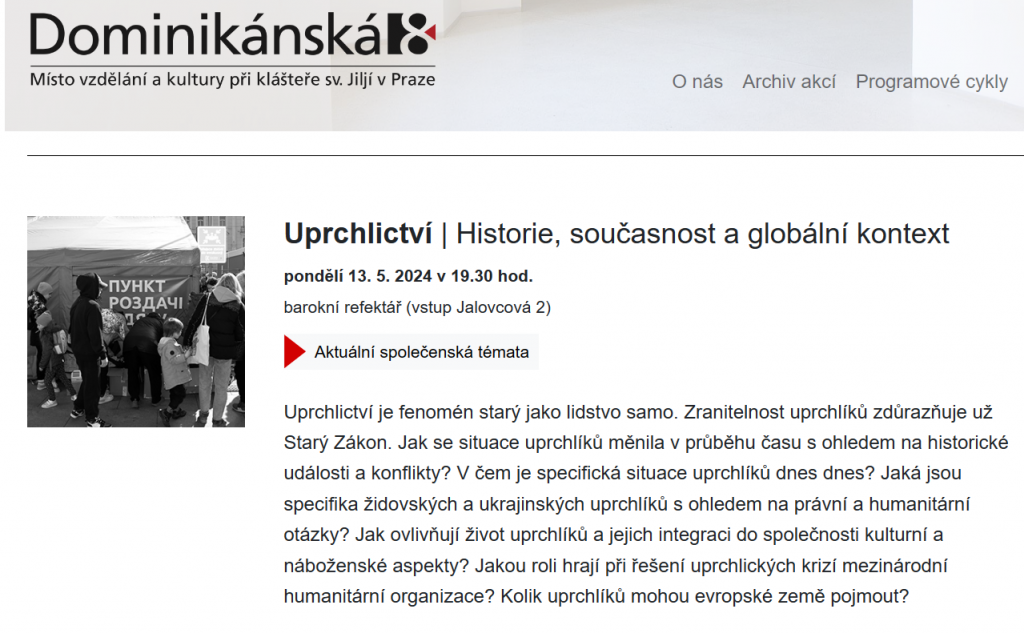 Dominikánská8
Místo vzdělání a kultury při klášteře sv. Jiljí v Praze
O nás Archiv akcí Programové cykly
Uprchlictví | Historie, současnost a globální kontext
pondělí 13. 5. 2024 v 19.30 hod.
barokní refektář (vstup Jalovcová 2)
Aktuální společenská témata
ПУНКТ
РОЗДАЧІ
Uprchlictví je fenomén starý jako lidstvo samo. Zranitelnost uprchlíků zdůrazňuje už
Starý Zákon. Jak se situace uprchlíků měnila v průběhu času s ohledem na historické
události a konflikty? V čem je specifická situace uprchlíků dnes dnes? Jaká jsou
specifika židovských a ukrajinských uprchlíků s ohledem na právní a humanitární
otázky? Jak ovlivňují život uprchlíků a jejich integraci do společnosti kulturní a
náboženské aspekty? Jakou roli hrají při řešení uprchlických krizí mezinárodní
humanitární organizace? Kolik uprchlíků mohou evropské země pojmout?